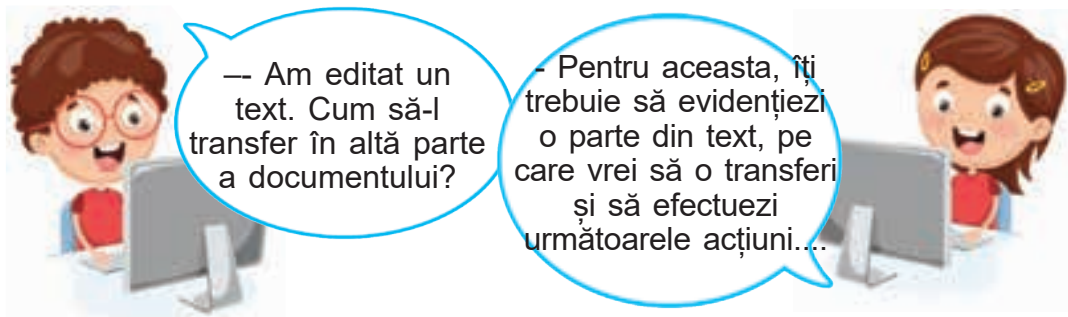 –- Am editat un
text. Cum să-l
transfer în altă parte
a documentului?
- Pentru aceasta, îți
trebuie să evidențiezi
o parte din text, pe
care vrei să o transferi
și să efectuezi
următoarele acțiuni....